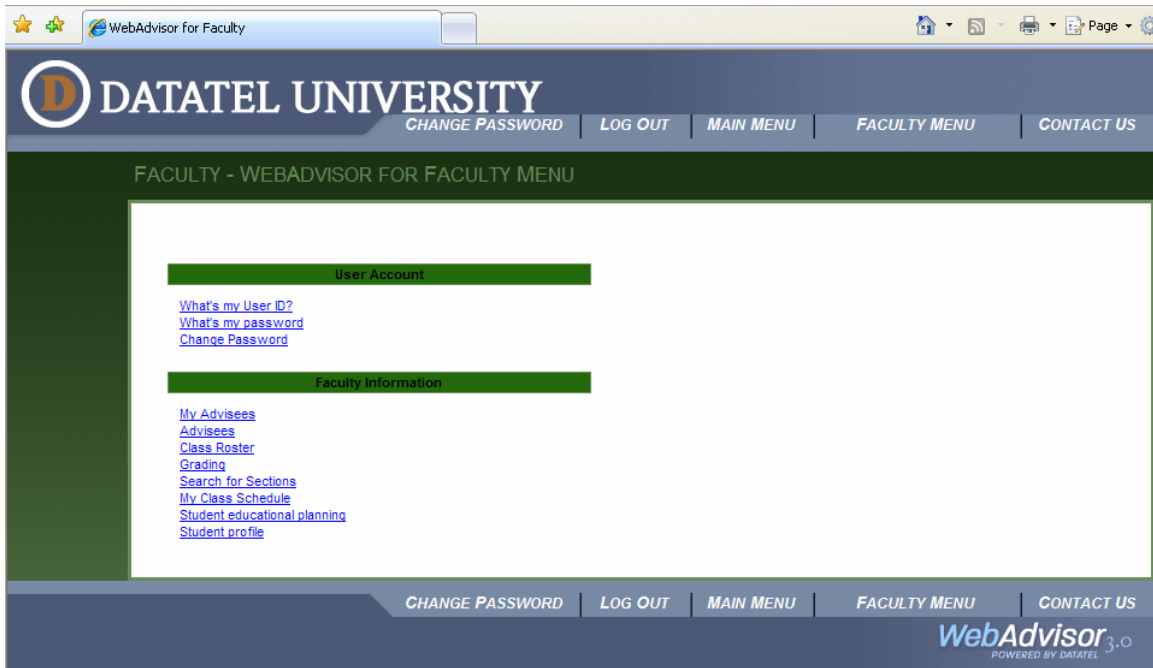 WebAdvisor for Faculty
Page
D DATATEL UNIVERSITY
CHANGE PASSWORD LOG OUT MAIN MENU FACULTY MENU CONTACT US
FACULTY - WEBADVISOR FOR FACULTY MENU
User Account
What's my User ID?
What's my password
Change Password
Faculty Information
My Advisees
Advisees
Class Roster
Grading
Search for Sections
My Class Schedule
Student educational planning
Student profile
CHANGE PASSWORD LOG OUT MAIN MENU FACULTY MENU CONTACT US
WebAdvisor 3.0
POWERED BY DATATEL